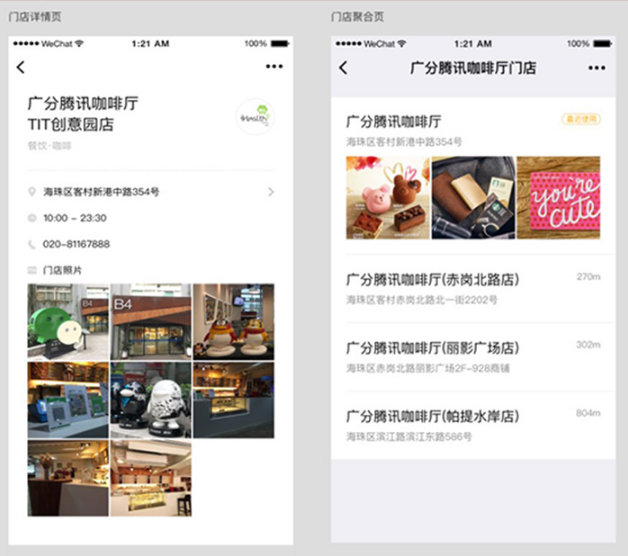 门店详情页
WeChat 1:21 AM 100%
广分腾讯咖啡厅
TIT创意园店
餐饮·咖啡
海珠区客村新港中路354号
10:00 - 23:30
020-81167888
门店照片
B4
B4
门店聚合页
WeChat 1:21 AM 100%
广分腾讯咖啡厅门店
广分腾讯咖啡厅
最近使用
海珠区客村新港中路354号
you're
cute
广分腾讯咖啡厅(赤岗北路店)
270m
海珠区客村赤岗北路北一街2202号
广分腾讯咖啡厅(丽影广场店)
302m
海珠区赤岗北路丽影广场2F-928商铺
广分腾讯咖啡厅(帕提水岸店)
804m
海珠区滨江路滨江东路586号